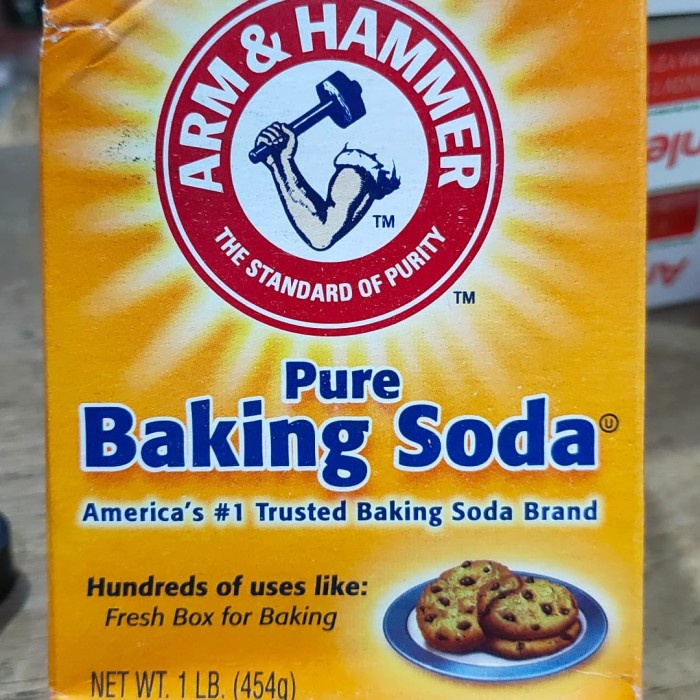 ARM & HAMMER
TM
THE STANDARD OF PURITY
TM
Pure
Baking Soda Ⓤ
America's #1 Trusted Baking Soda Brand
Hundreds of uses like:
Fresh Box for Baking
NET WT. 1 LB. (454g)